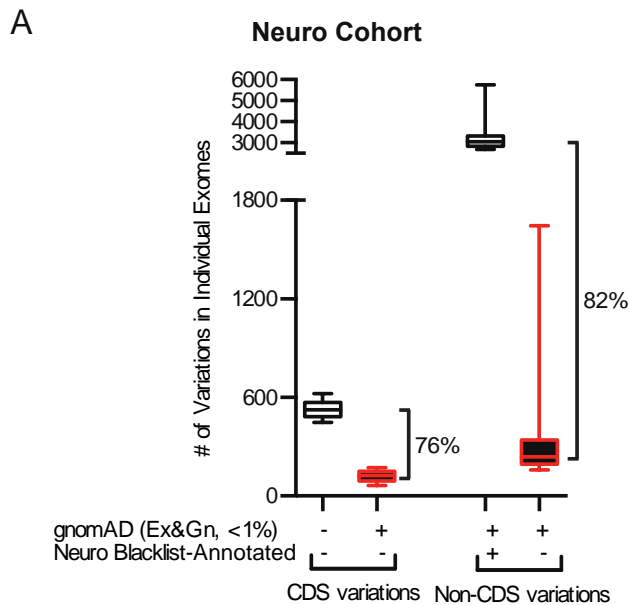 A
Neuro Cohort
# of Variations in Individual Exomes
6000
5000
4000
3000
1800
1200
600
0
76%
82%
gnomAD (Ex&Gn, <1%) - + + +
Neuro Blacklist-Annotated - - + -
CDS variations Non-CDS variations